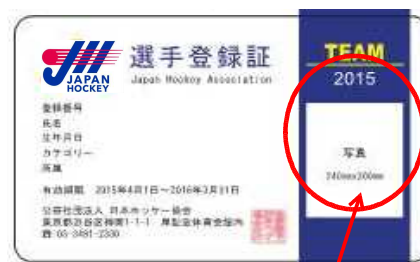 JAPAN
HOCKEY
選手登録証
Japan Hockey Association
登録番号
氏名
生年月日
カテゴリー
所属
有効期限 2015年4月1日〜2016年3月31日
公益社団法人 日本ホッケー協会
東京都渋谷区神南1-1-1 岸記念体育会館内
☎ 03-3481-2330
TEAM
2015
写真
240mm×200mm